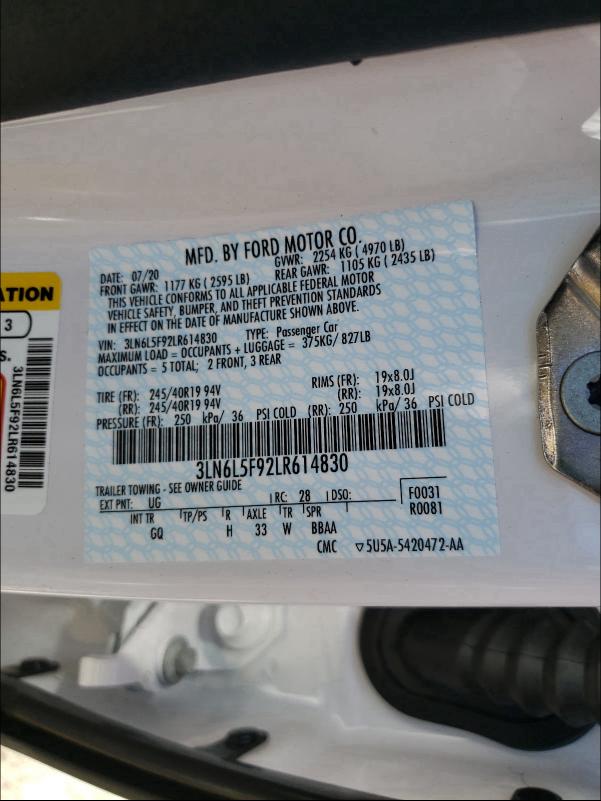 MFD. BY FORD MOTOR CO.
DATE: 07/20 GVWR: 2254 KG ( 4970 LB)
FRONT GAWR: 1177 KG ( 2595 LB) REAR GAWR: 1105 KG ( 2435 LB)
THIS VEHICLE CONFORMS TO ALL APPLICABLE FEDERAL MOTOR
VEHICLE SAFETY, BUMPER, AND THEFT PREVENTION STANDARDS
IN EFFECT ON THE DATE OF MANUFACTURE SHOWN ABOVE.
VIN: 3LN6L5F92LR614830 TYPE: Passenger Car
MAXIMUM LOAD = OCCUPANTS + LUGGAGE = 375KG/827LB
OCCUPANTS = 5 TOTAL; 2 FRONT, 3 REAR
TIRE (FR): 245/40R19 94V RIMS (FR): 19x8.0J
(RR): 245/40R19 94V (RR): 19x8.0J
PRESSURE (FR): 250 kPa/ 36 PSI COLD (RR): 250 kPa/ 36 PSI COLD
3LN6L5F92LR614830
TRAILER TOWING - SEE OWNER GUIDE
EXT PNT: UG RC: 28 DSO: F0031
INT TR TP/PS R AXLE TR SPR R0081
GQ H 33 W BBAA
CMC ▽5U5A-5420472-AA
ATION
3
S.
3LN6L5F92LR614830